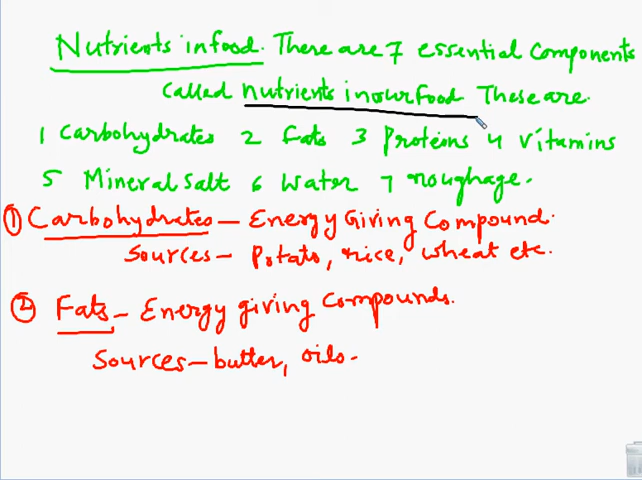 Nutrients in food. There are 7 essential components
called nutrients in our food These are
1 Carbohydrates 2 Fats 3 Proteins 4 Vitamins
5 Mineral Salt 6 Water 7 roughage.
① Carbohydrates - Energy Giving Compound.
Sources - Potato, rice, wheat etc.
② Fats - Energy giving Compounds.
Sources - butter, oils.